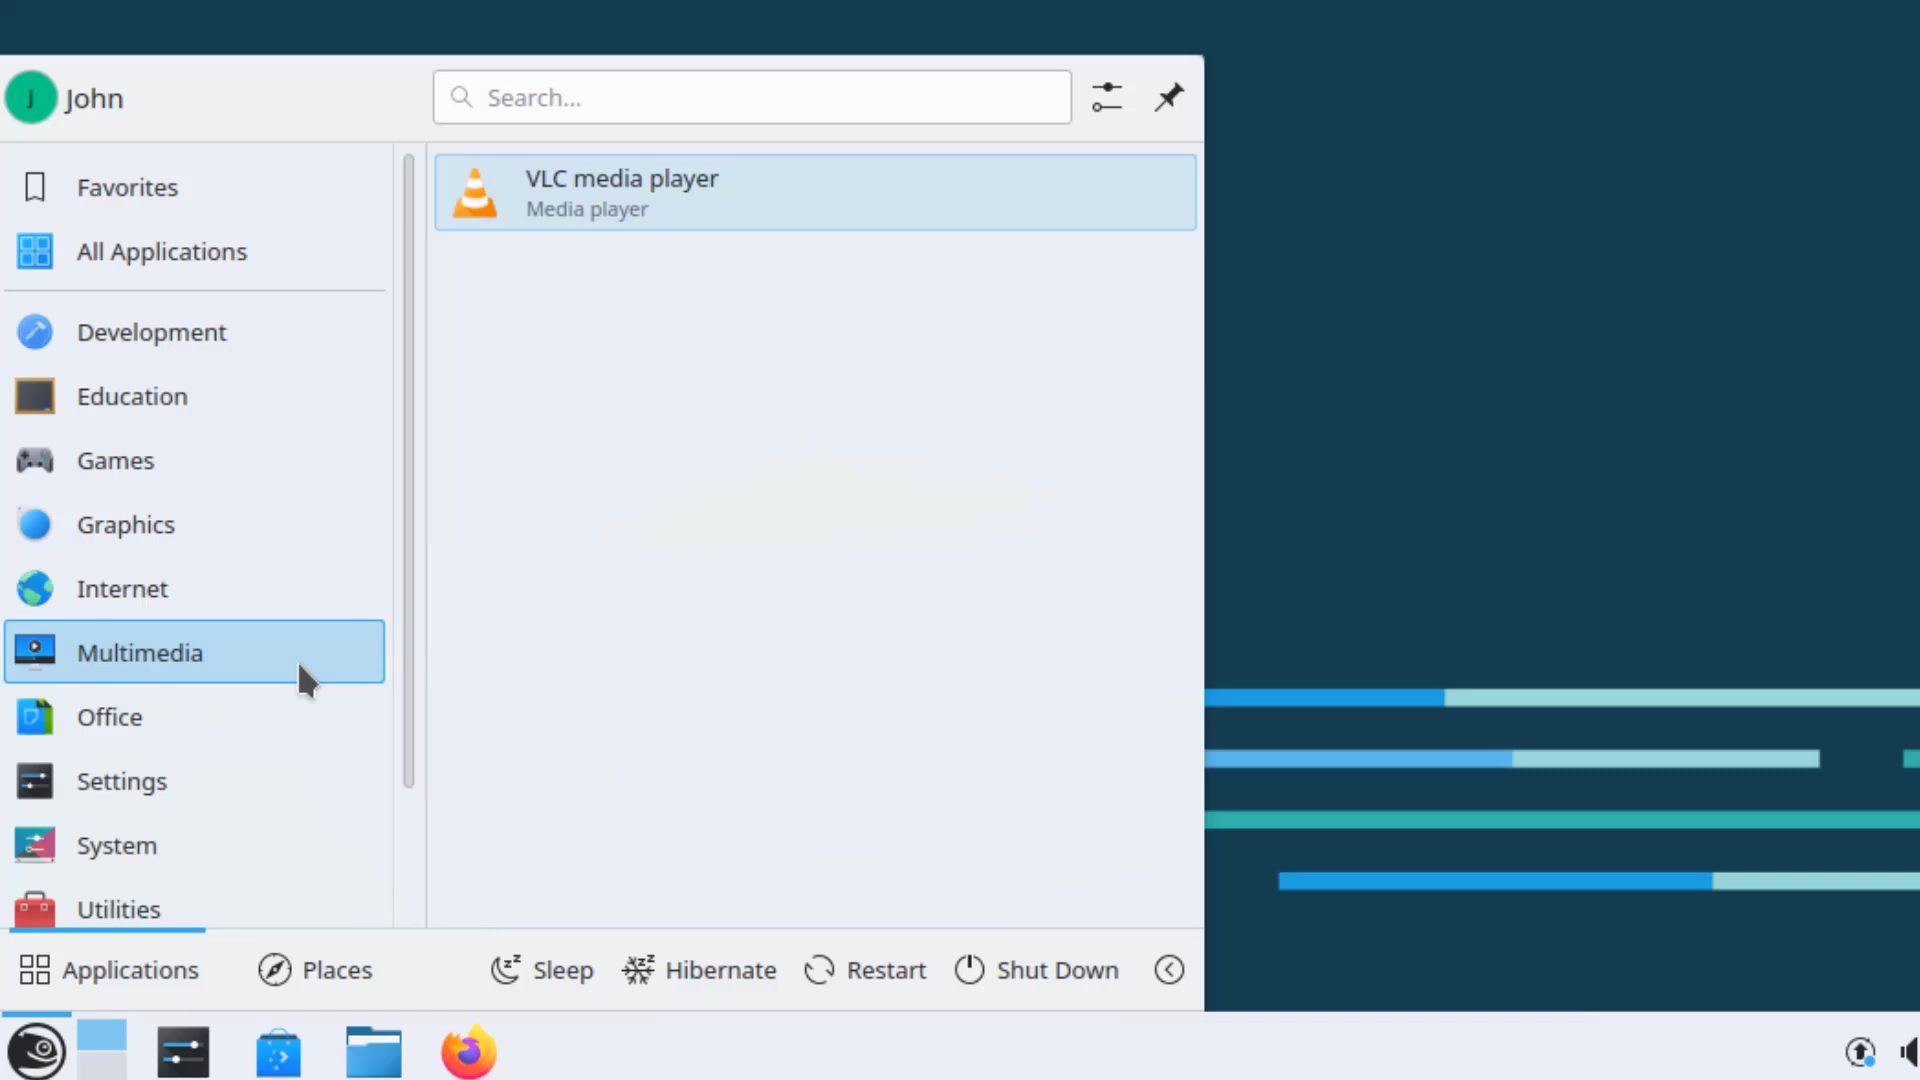 J
John
Search...
Favorites
All Applications
Development
Education
Games
Graphics
Internet
Multimedia
Office
Settings
System
Utilities
VLC media player
Media player
Applications
Places
Sleep
Hibernate
Restart
Shut Down